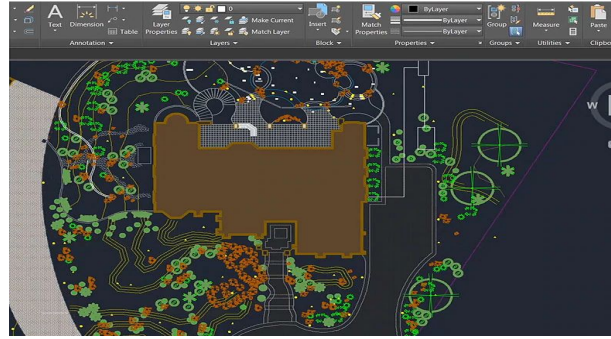 Text Dimension Table
Annotation
Layer Properties
0
Make Current
Match Layer
Layers
Insert
Block
Match Properties
ByLayer
ByLayer
ByLayer
Properties
Group
Groups
Measure
Utilities
Paste
Clipbo
W